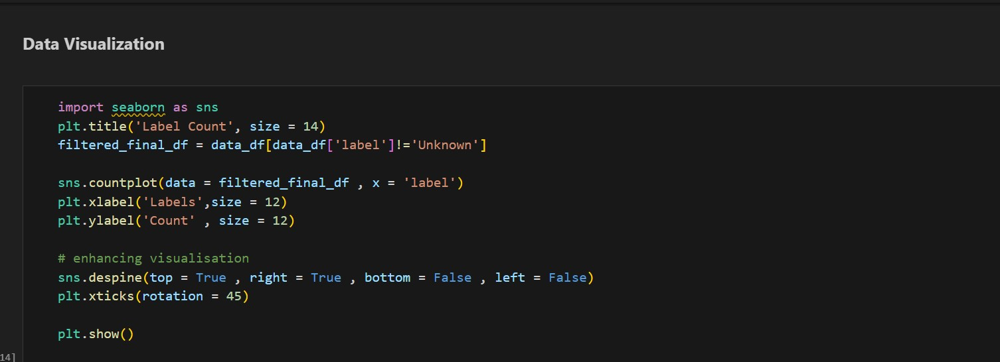 Data Visualization
import seaborn as sns
plt.title('Label Count', size = 14)
filtered_final_df = data_df[data_df['label']!='Unknown']
sns.countplot(data = filtered_final_df , x = 'label')
plt.xlabel('Labels',size = 12)
plt.ylabel('Count' , size = 12)
# enhancing visualisation
sns.despine(top = True , right = True , bottom = False , left = False)
plt.xticks(rotation = 45)
plt.show()
14]